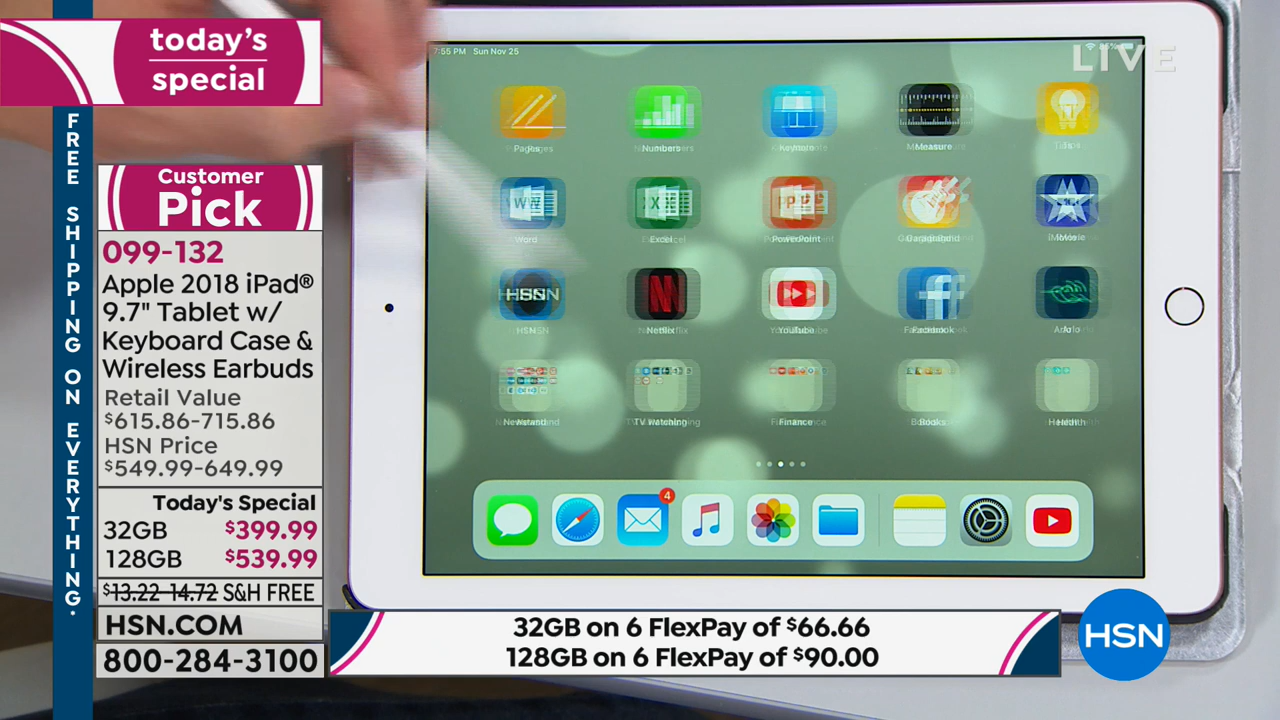 today's
special
FREE SHIPPING ON EVERYTHING.*
Customer
Pick
099-132
Apple 2018 iPad®
9.7" Tablet w/
Keyboard Case &
Wireless Earbuds
Retail Value
$615.86-715.86
HSN Price
$549.99-649.99
Today's Special
32GB $399.99
128GB $539.99
$13.22-14.72 S&H FREE
HSN.COM
800-284-3100
7:55 PM Sun Nov 25
LIVE
Pages Numbers Keynote Measure Tips
Word Excel PowerPoint GarageBand iMovie
HSN
HSN Netflix YouTube Facebook Arlo
Newsstand TV Watching Finance Books Health
4
32GB on 6 FlexPay of $66.66
128GB on 6 FlexPay of $90.00
HSN